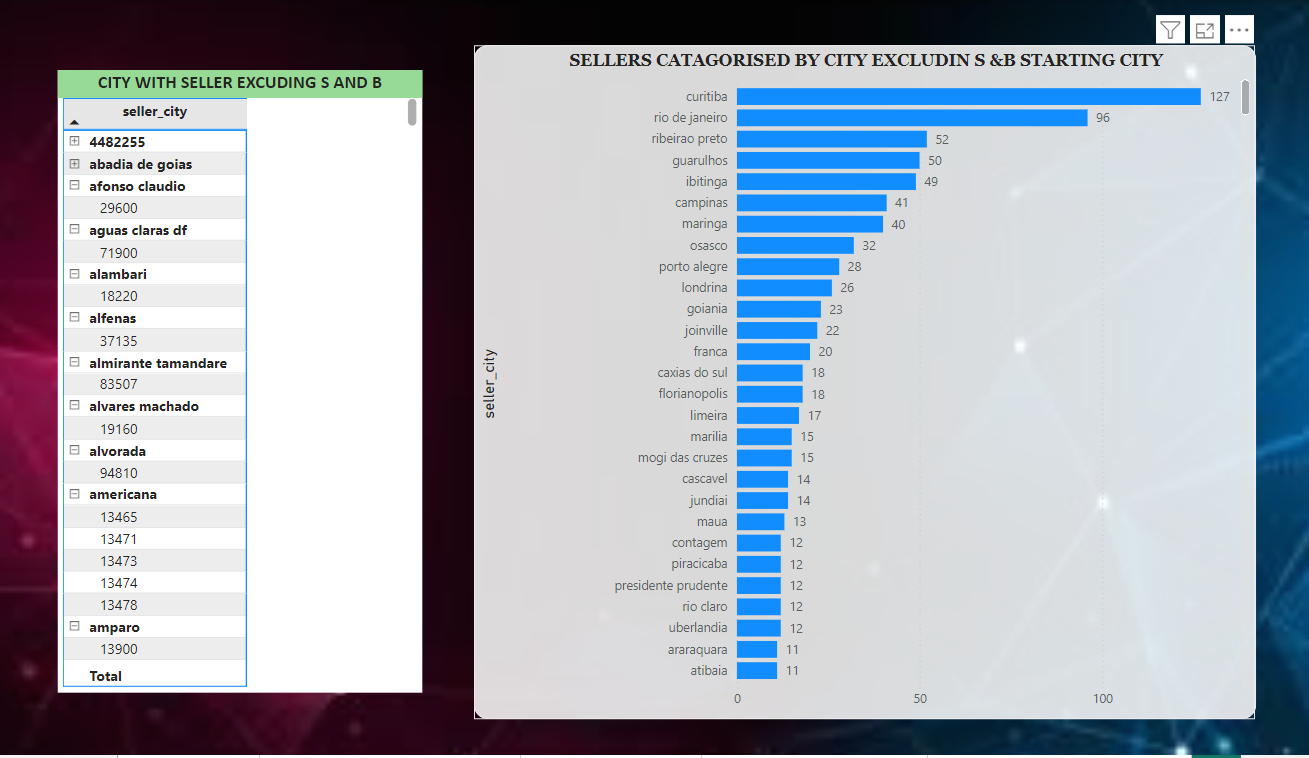 CITY WITH SELLER EXCUDING S AND B
seller_city
4482255
abadia de goias
afonso claudio
29600
aguas claras df
71900
alambari
18220
alfenas
37135
almirante tamandare
83507
alvares machado
19160
alvorada
94810
americana
13465
13471
13473
13474
13478
amparo
13900
Total
SELLERS CATAGORISED BY CITY EXCLUDIN S &B STARTING CITY
seller_city
curitiba 127
rio de janeiro 96
ribeirao preto 52
guarulhos 50
ibitinga 49
campinas 41
maringa 40
osasco 32
porto alegre 28
londrina 26
goiania 23
joinville 22
franca 20
caxias do sul 18
florianopolis 18
limeira 17
marilia 15
mogi das cruzes 15
cascavel 14
jundiai 14
maua 13
contagem 12
piracicaba 12
presidente prudente 12
rio claro 12
uberlandia 12
araraquara 11
atibaia 11
0 50 100